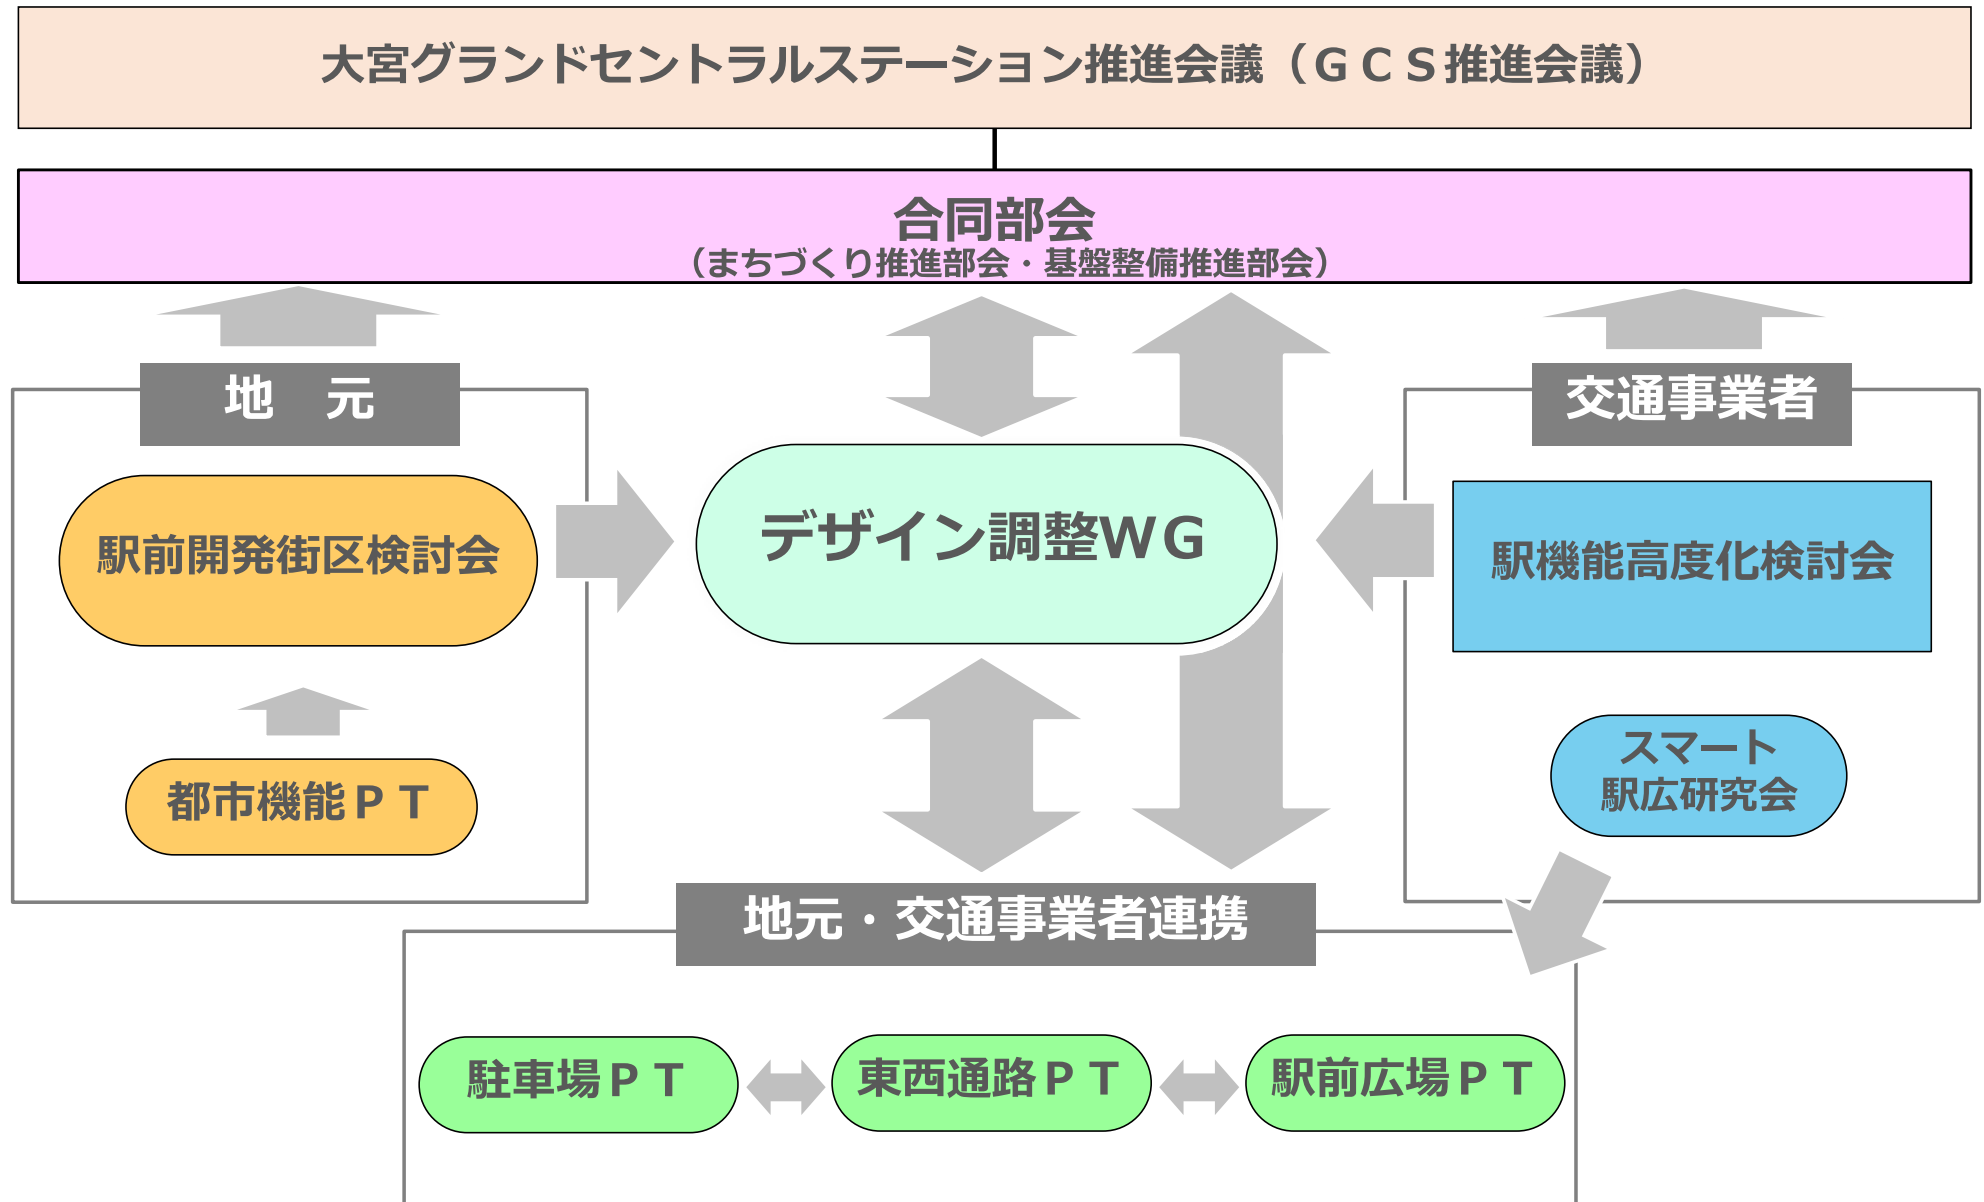 大宮グランドセントラルステーション推進会議（ＧＣＳ推進会議）
合同部会
（まちづくり推進部会・基盤整備推進部会）
地　元
交通事業者
駅前開発街区検討会
デザイン調整ＷＧ
駅機能高度化検討会
都市機能ＰＴ
スマート
駅広研究会
地元・交通事業者連携
駐車場ＰＴ
東西通路ＰＴ
駅前広場ＰＴ